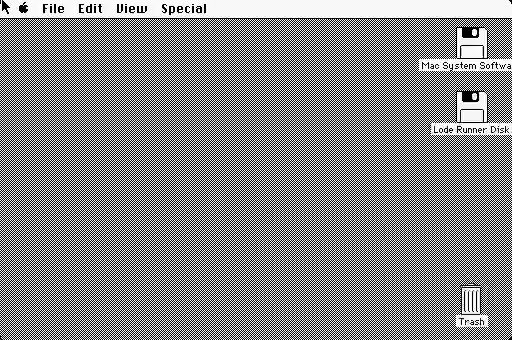 File Edit View Special
Mac System Softwa
Lode Runner Disk
Trash